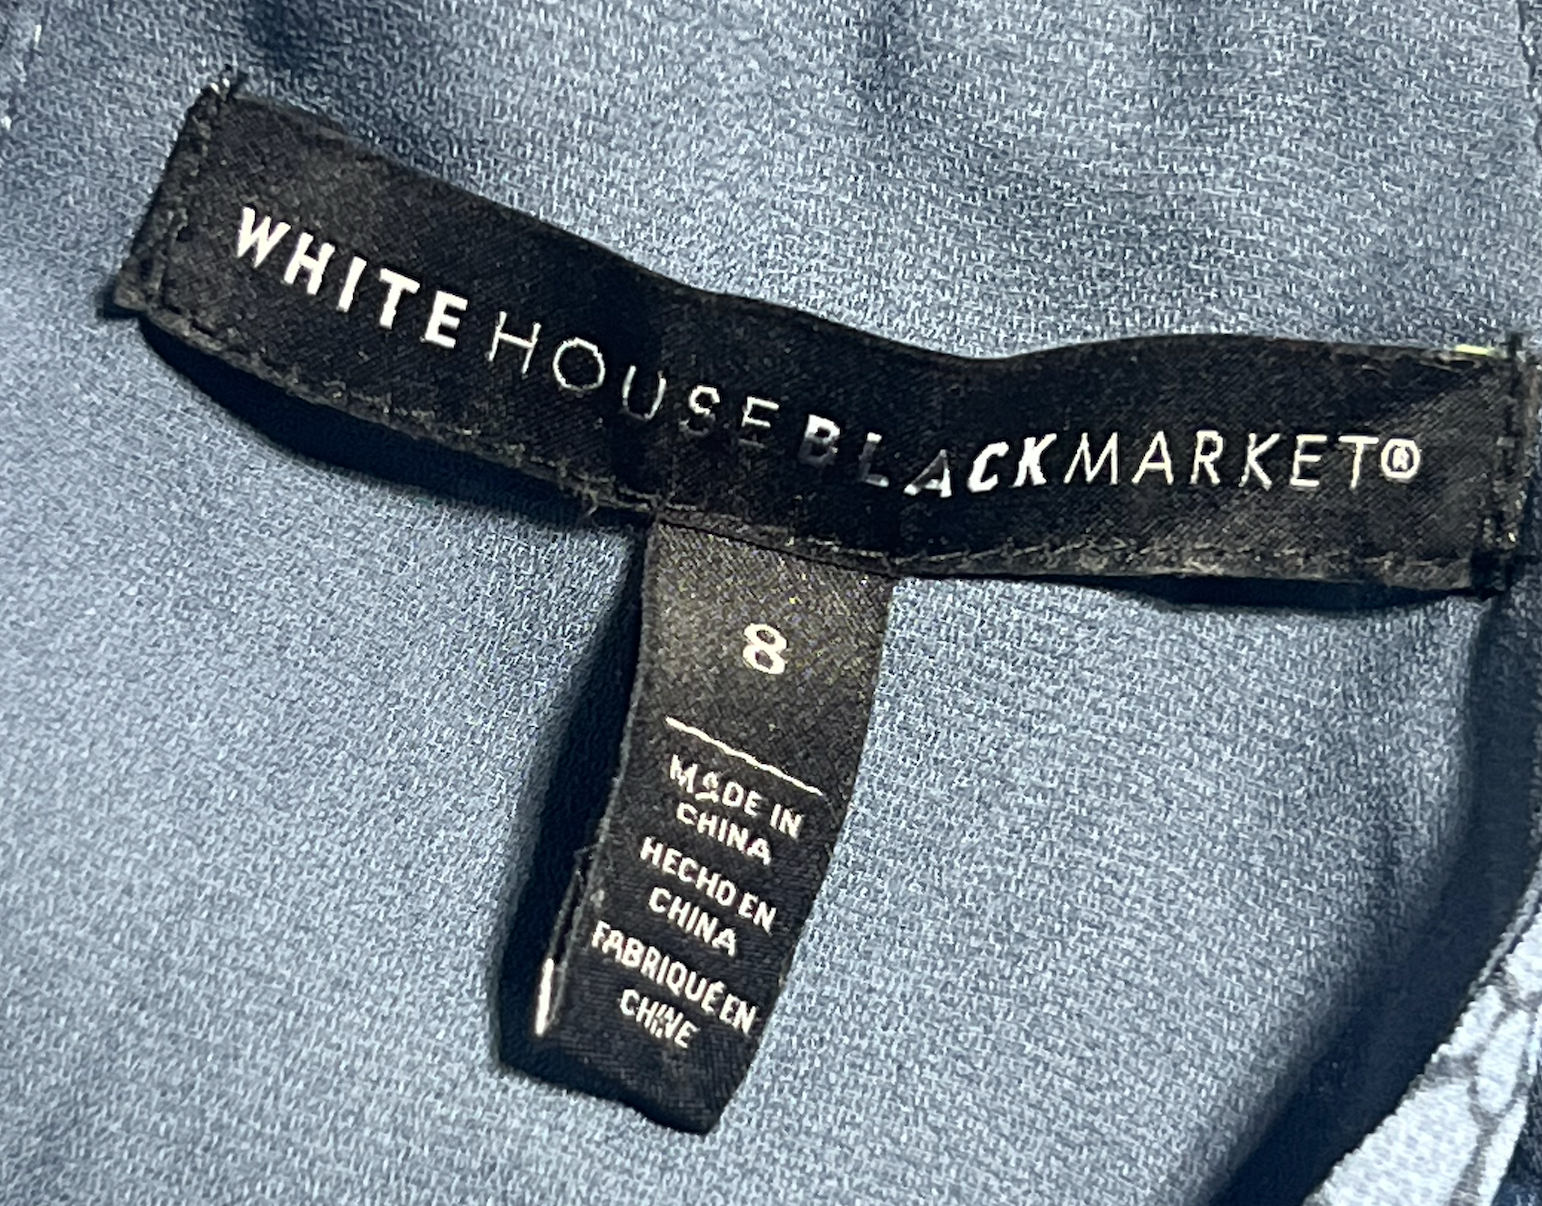 WHITEHOUSEBLACKMARKET®
8
MADE IN
CHINA
HECHO EN
CHINA
FABRIQUÉ EN
CHINE